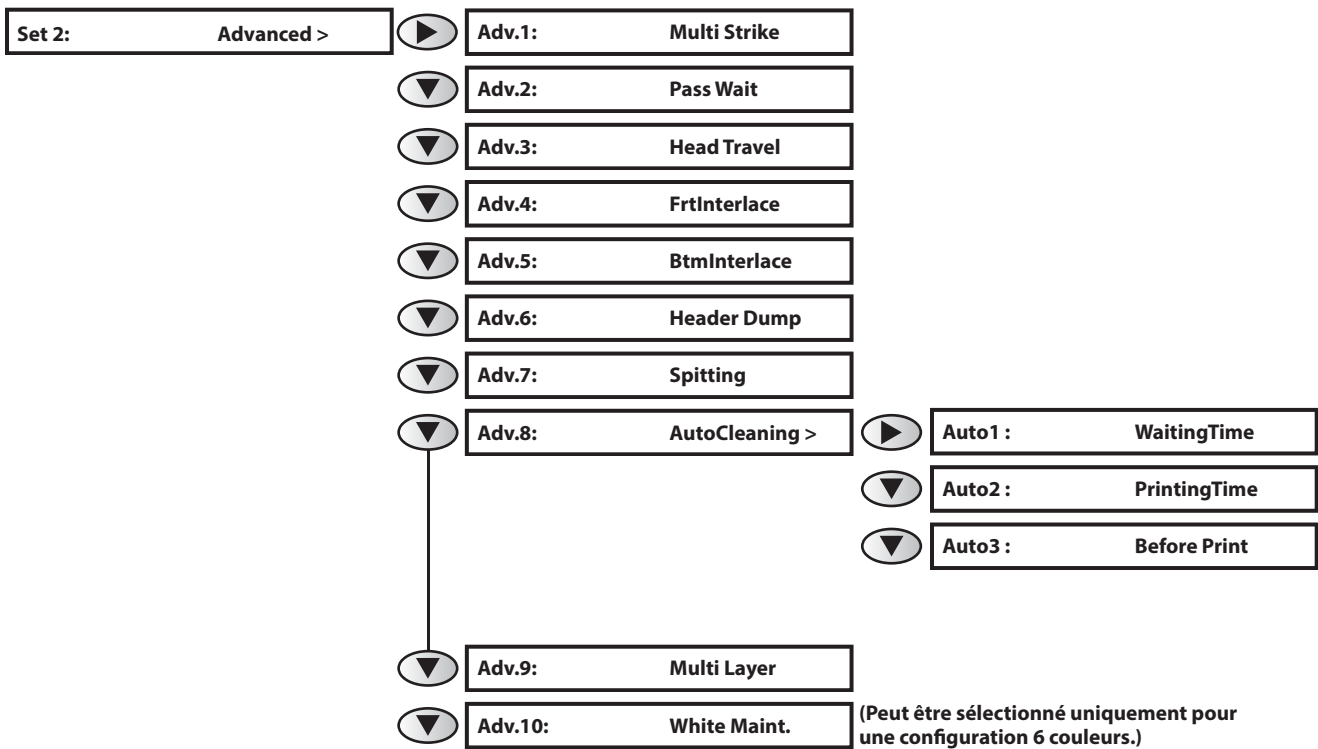 Set 2: Advanced >
Adv.1: Multi Strike
Adv.2: Pass Wait
Adv.3: Head Travel
Adv.4: FrtInterlace
Adv.5: BtmInterlace
Adv.6: Header Dump
Adv.7: Spitting
Adv.8: AutoCleaning >
Auto1 : WaitingTime
Auto2 : PrintingTime
Auto3 : Before Print
Adv.9: Multi Layer
Adv.10: White Maint.
(Peut être sélectionné uniquement pour
une configuration 6 couleurs.)